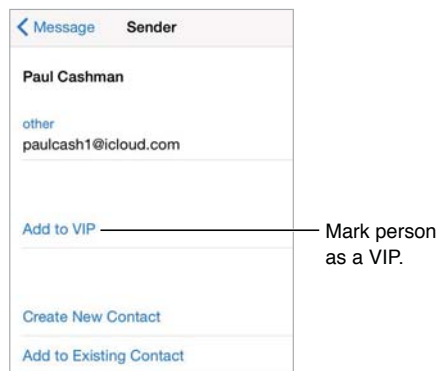 Message Sender
Paul Cashman
other
paulcash1@icloud.com
Add to VIP
Mark person
as a VIP.
Create New Contact
Add to Existing Contact